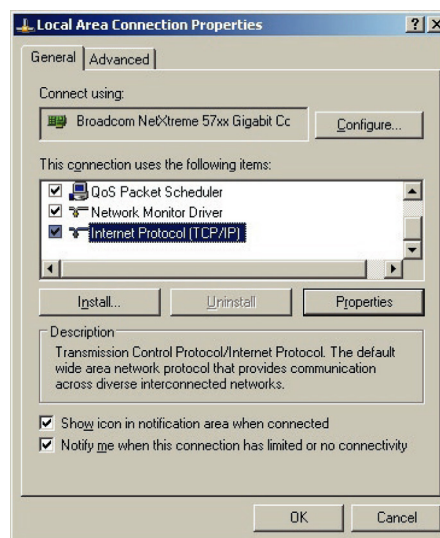 Local Area Connection Properties
General Advanced
Connect using:
Broadcom NetXtreme 57xx Gigabit Cc
Configure...
This connection uses the following items:
QoS Packet Scheduler
Network Monitor Driver
Internet Protocol (TCP/IP)
Install... Uninstall Properties
Description
Transmission Control Protocol/Internet Protocol. The default
wide area network protocol that provides communication
across diverse interconnected networks.
Show icon in notification area when connected
Notify me when this connection has limited or no connectivity
OK Cancel